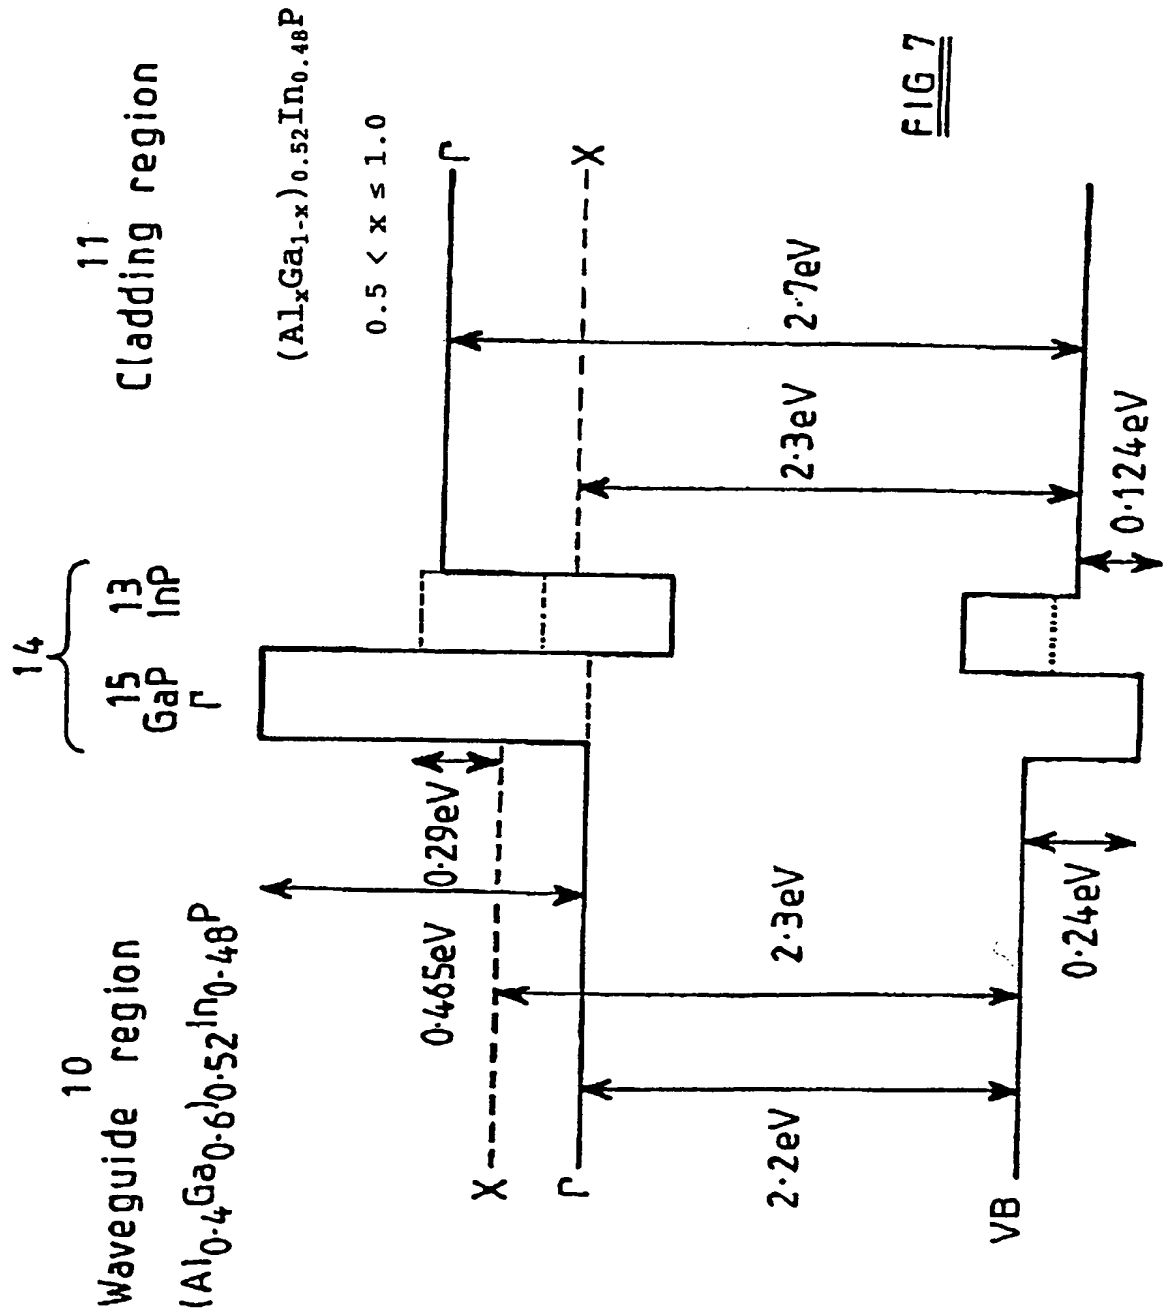 14
10
Waveguide region
(Al0·4Ga0·6)0·52In0·48P
15
GaP
Γ
13
InP
11
Cladding region
(AlxGa1-x)0.52In0.48P
0.5 < x ≤ 1.0
X
Γ
0·465eV
0·29eV
Γ
X
2·2eV
2·3eV
2·3eV
2·7eV
VB
0·24eV
0·124eV
FIG 7